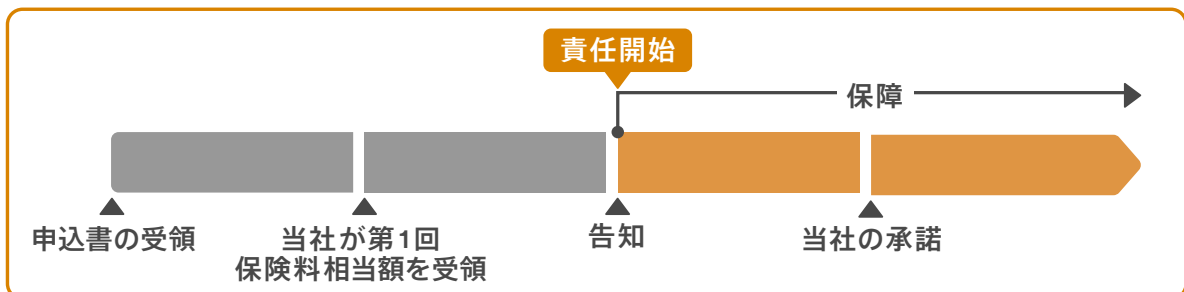 責任開始
保障
申込書の受領
当社が第1回
保険料相当額を受領
告知
当社の承諾